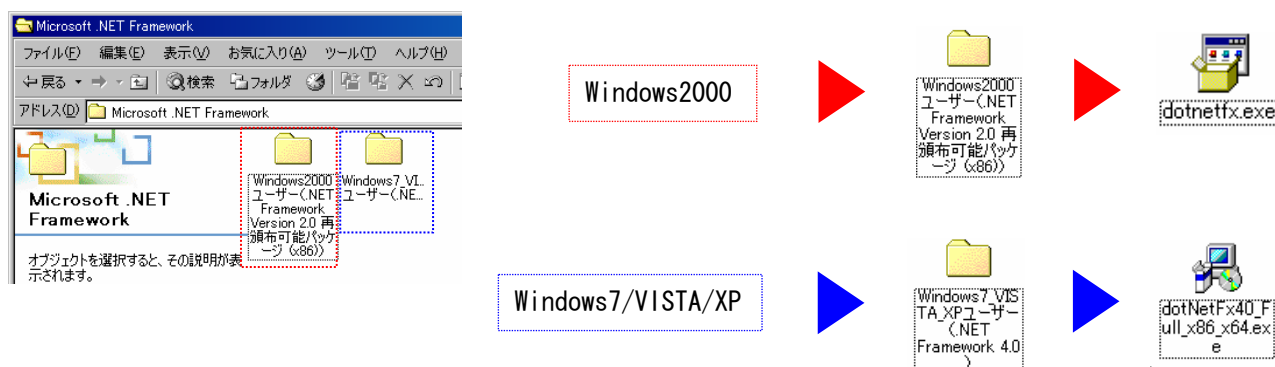 Microsoft .NET Framework
ファイル(F) 編集(E) 表示(V) お気に入り(A) ツール(T) ヘルプ(H)
戻る 検索 フォルダ
アドレス(D) Microsoft .NET Framework
Microsoft .NET
Framework
オブジェクトを選択すると、その説明が表
示されます。
Windows2000
ユーザー(.NET
Framework
Version 2.0 再
頒布可能パッケ
ージ (x86))
Windows7_VI...
ユーザー(.NE...
Windows2000
Windows2000
ユーザー(.NET
Framework
Version 2.0 再
頒布可能パッケ
ージ (x86))
dotnetfx.exe
Windows7/VISTA/XP
Windows7_VIS
TA_XPユーザー
(.NET
Framework 4.0
)
dotNetFx40_F
ull_x86_x64.ex
e